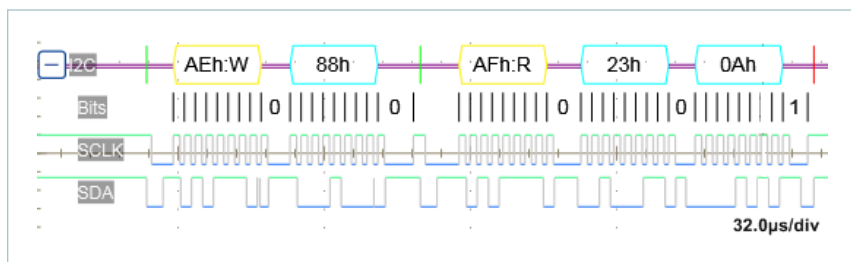 I2C AEh:W 88h AFh:R 23h 0Ah
Bits 0 0 0 0 1
SCLK
SDA
32.0µs/div